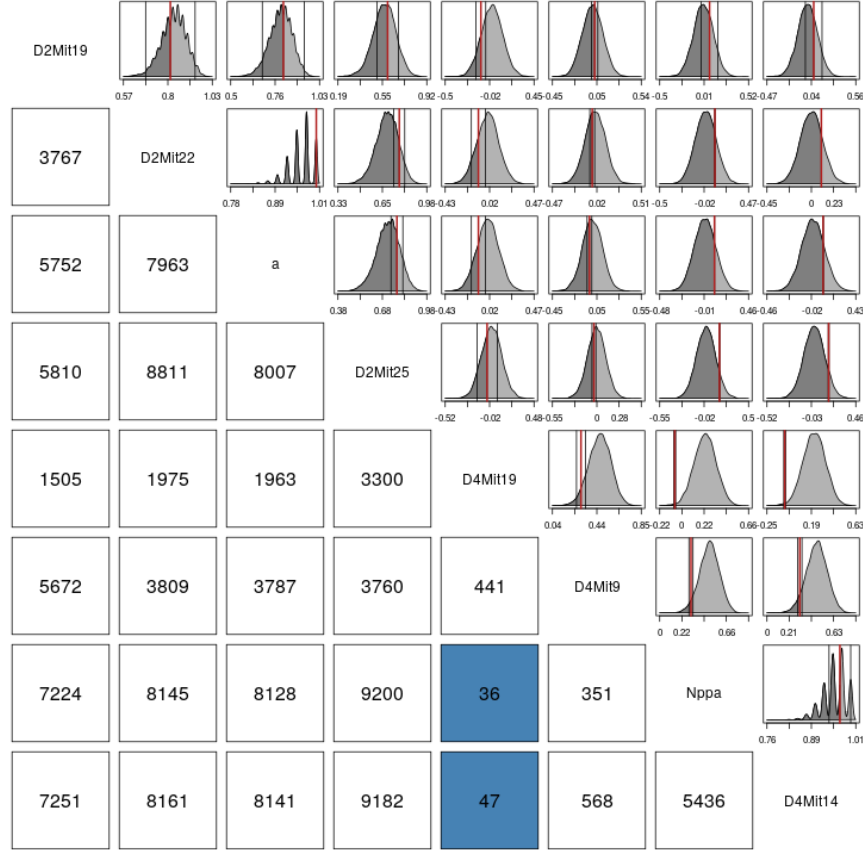 D2Mit19
0.57 0.8 1.03 0.5 0.76 1.03 0.19 0.55 0.92 -0.5 -0.02 0.45 -0.45 0.05 0.54 -0.5 0.01 0.52 -0.47 0.04 0.56
3767 D2Mit22
0.78 0.89 1.01 0.33 0.65 0.98 -0.43 0.02 0.47 -0.47 0.02 0.51 -0.5 -0.02 0.47 -0.45 0 0.23
5752 7963 a
0.38 0.68 0.98 -0.43 0.02 0.47 -0.45 0.05 0.55 -0.48 -0.01 0.46 -0.46 -0.02 0.43
5810 8811 8007 D2Mit25
-0.52 -0.02 0.48 -0.55 0 0.28 -0.55 -0.02 0.5 -0.52 -0.03 0.46
1505 1975 1963 3300 D4Mit19
0.04 0.44 0.85 -0.22 0 0.22 0.66 -0.25 0.19 0.63
5672 3809 3787 3760 441 D4Mit9
0 0.22 0.66 0 0.21 0.63
7224 8145 8128 9200 36 351 Nppa
0.76 0.89 1.01
7251 8161 8141 9182 47 568 5436 D4Mit14